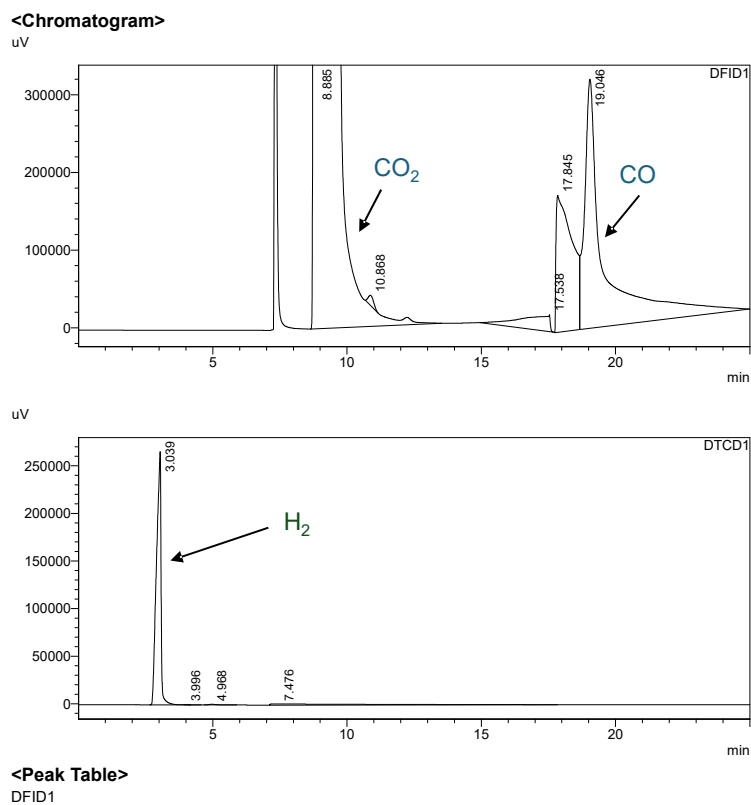 <Chromatogram>
uV
DFID1
300000
200000
100000
0
8.885
CO₂
10.868
17.538
17.845
19.046
CO
5
10
15
20
min
uV
DTCD1
250000
200000
150000
100000
50000
0
3.039
H₂
3.996
4.968
7.476
5
10
15
20
min
<Peak Table>
DFID1